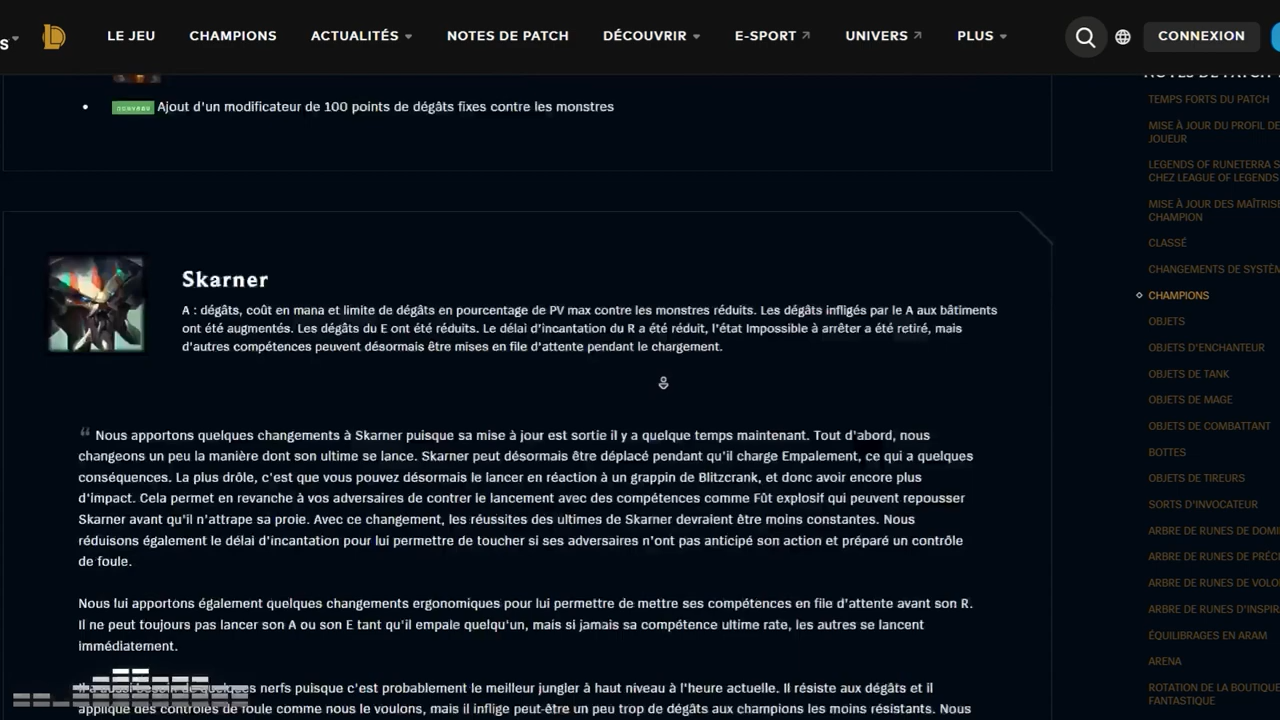 S
LE JEU
CHAMPIONS
ACTUALITÉS
NOTES DE PATCH
DÉCOUVRIR
E-SPORT
UNIVERS
PLUS
CONNEXION
NOUVEAU Ajout d'un modificateur de 100 points de dégâts fixes contre les monstres
Skarner
A : dégâts, coût en mana et limite de dégâts en pourcentage de PV max contre les monstres réduits. Les dégâts infligés par le A aux bâtiments
ont été augmentés. Les dégâts du E ont été réduits. Le délai d'incantation du R a été réduit, l'état Impossible à arrêter a été retiré, mais
d'autres compétences peuvent désormais être mises en file d'attente pendant le chargement.
“ Nous apportons quelques changements à Skarner puisque sa mise à jour est sortie il y a quelque temps maintenant. Tout d'abord, nous
changeons un peu la manière dont son ultime se lance. Skarner peut désormais être déplacé pendant qu'il charge Empalement, ce qui a quelques
conséquences. La plus drôle, c'est que vous pouvez désormais le lancer en réaction à un grappin de Blitzcrank, et donc avoir encore plus
d'impact. Cela permet en revanche à vos adversaires de contrer le lancement avec des compétences comme Fût explosif qui peuvent repousser
Skarner avant qu'il n'attrape sa proie. Avec ce changement, les réussites des ultimes de Skarner devraient être moins constantes. Nous
réduisons également le délai d'incantation pour lui permettre de toucher si ses adversaires n'ont pas anticipé son action et préparé un contrôle
de foule.
Nous lui apportons également quelques changements ergonomiques pour lui permettre de mettre ses compétences en file d'attente avant son R.
Il ne peut toujours pas lancer son A ou son E tant qu'il empale quelqu'un, mais si jamais sa compétence ultime rate, les autres se lancent
immédiatement.
Il a aussi besoin de quelques nerfs puisque c'est probablement le meilleur jungler à haut niveau à l'heure actuelle. Il résiste aux dégâts et il
applique des contrôles de foule comme nous le voulons, mais il inflige peut-être un peu trop de dégâts aux champions les moins résistants. Nous
NOTES DE PATCH
TEMPS FORTS DU PATCH
MISE À JOUR DU PROFIL DE
JOUEUR
LEGENDS OF RUNETERRA S
CHEZ LEAGUE OF LEGENDS
MISE À JOUR DES MAÎTRIS
CHAMPION
CLASSÉ
CHANGEMENTS DE SYSTÈM
CHAMPIONS
OBJETS
OBJETS D'ENCHANTEUR
OBJETS DE TANK
OBJETS DE MAGE
OBJETS DE COMBATTANT
BOTTES
OBJETS DE TIREURS
SORTS D'INVOCATEUR
ARBRE DE RUNES DE DOMI
ARBRE DE RUNES DE PRÉC
ARBRE DE RUNES DE VOLO
ARBRE DE RUNES D'INSPIR
ÉQUILIBRAGES EN ARAM
ARENA
ROTATION DE LA BOUTIQUE
FANTASTIQUE